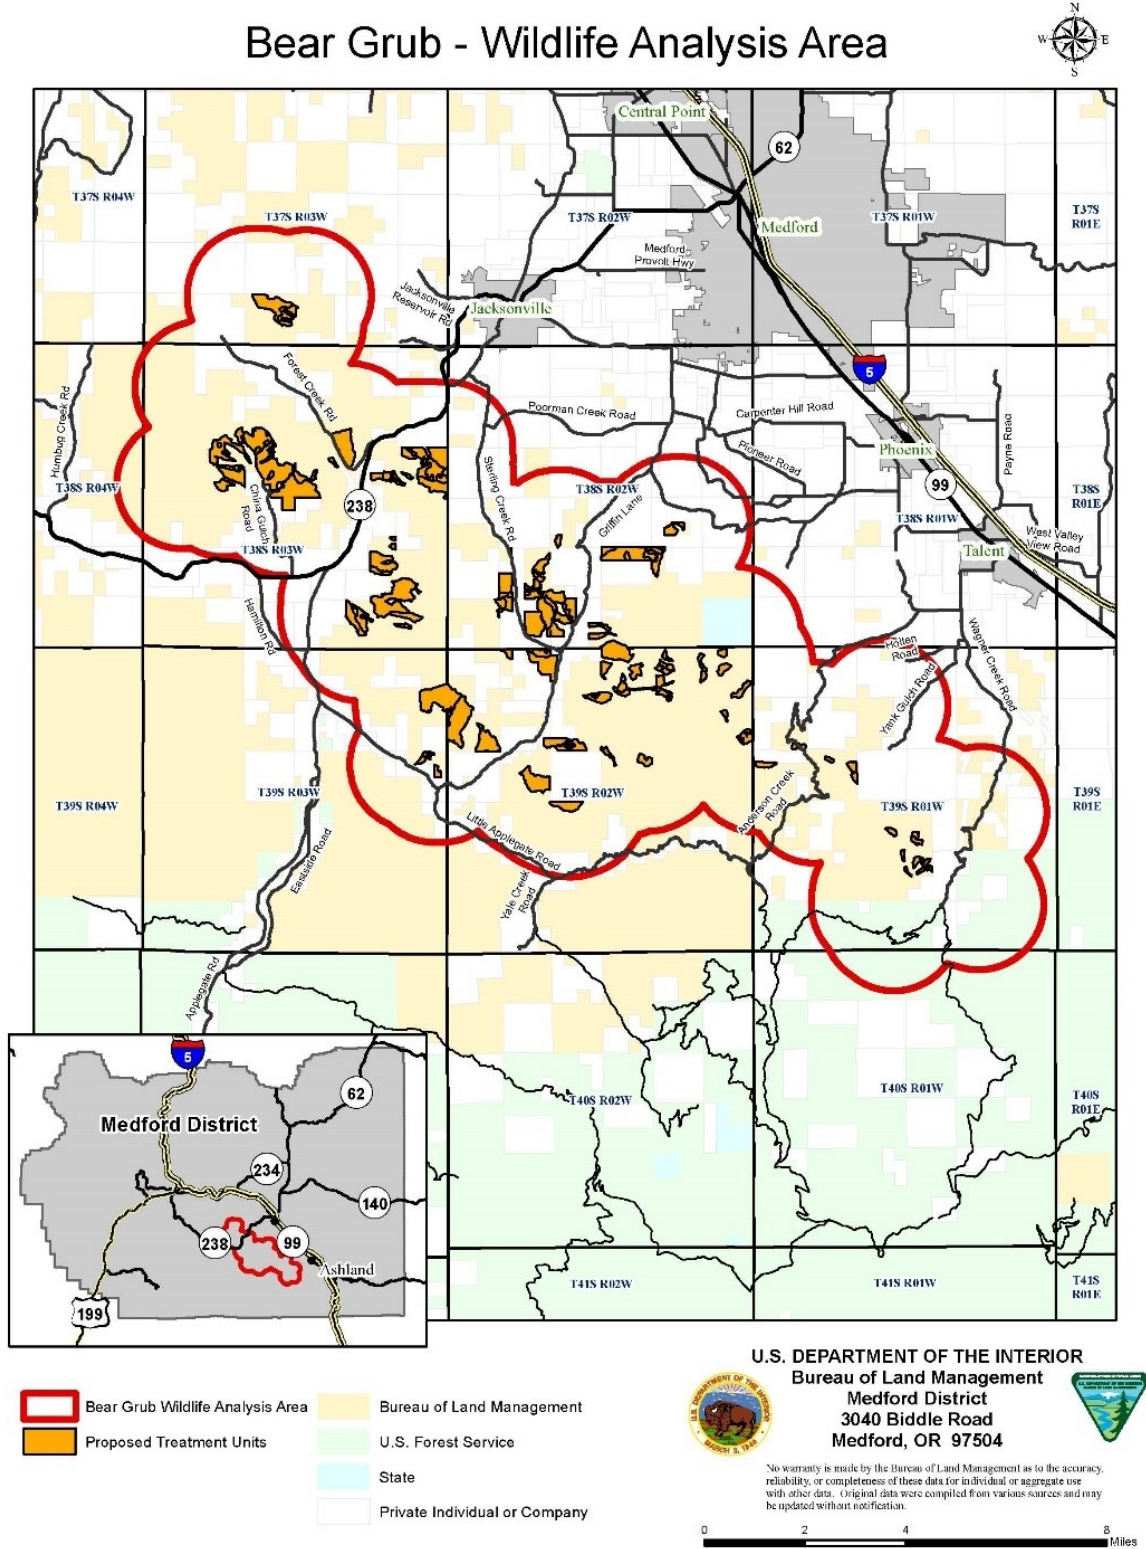 Bear Grub - Wildlife Analysis Area
N
W
E
S
Central Point
62
T37S R04W
T37S R03W
T37S R02W
T37S R01W
T37S
R01E
Medford
Medford
Provolt Hwy
Jacksonville
Reservoir Rd
Jacksonville
5
Forest Creek Rd
Humbug Creek Rd
Poorman Creek Road
Carpenter Hill Road
Pioneer Road
Payne Road
Phoenix
99
Sterling Creek Rd
T38S R04W
China Gulch
Road
238
T38S R02W
Griffin Lane
T38S R01W
T38S
R01E
T38S R03W
West Valley
View Road
Talent
Hamilton Rd
Holten
Road
Wagner Creek Road
Yank Gulch Road
T39S R04W
T39S R03W
T39S R02W
Anderson Creek
Road
T39S R01W
T39S
R01E
Little Applegate Road
Eastside Road
Yale Creek
Road
Applegate Rd
T40S R02W
T40S R01W
T40S
R01E
T41S R02W
T41S R01W
T41S
R01E
5
62
Medford District
234
140
238
99
Ashland
199
Bear Grub Wildlife Analysis Area
Proposed Treatment Units
Bureau of Land Management
U.S. Forest Service
State
Private Individual or Company
U.S. DEPARTMENT OF THE INTERIOR
Bureau of Land Management
Medford District
3040 Biddle Road
Medford, OR 97504
U.S. DEPARTMENT OF THE INTERIOR
MARCH 3, 1849
No warranty is made by the Bureau of Land Management as to the accuracy,
reliability, or completeness of these data for individual or aggregate use
with other data. Original data were compiled from various sources and may
be updated without notification.
0
2
4
8
Miles